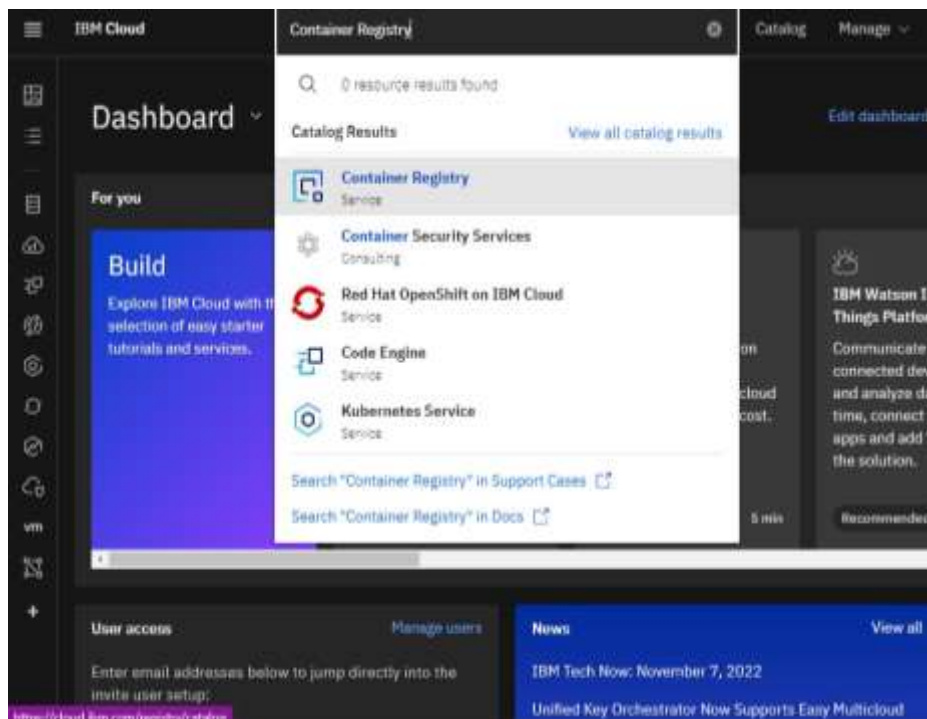 IBM Cloud
Container Registry
Catalog
Manage
Dashboard
Edit dashboard
0 resource results found
Catalog Results
View all catalog results
Container Registry
Service
Container Security Services
Consulting
Red Hat OpenShift on IBM Cloud
Service
Code Engine
Service
Kubernetes Service
Service
Search "Container Registry" in Support Cases
Search "Container Registry" in Docs
For you
Build
Explore IBM Cloud with
selection of easy starter
tutorials and services.
on
cloud
cost.
5 min
IBM Watson
Things
Communicate
connected
and analyze
time, connect
apps and add
the solution.
Recommended
vm
User access
Manage users
Enter email addresses below to jump directly into the
invite user setup:
News
View all
IBM Tech Now: November 7, 2022
Unified Key Orchestrator Now Supports Easy Multicloud